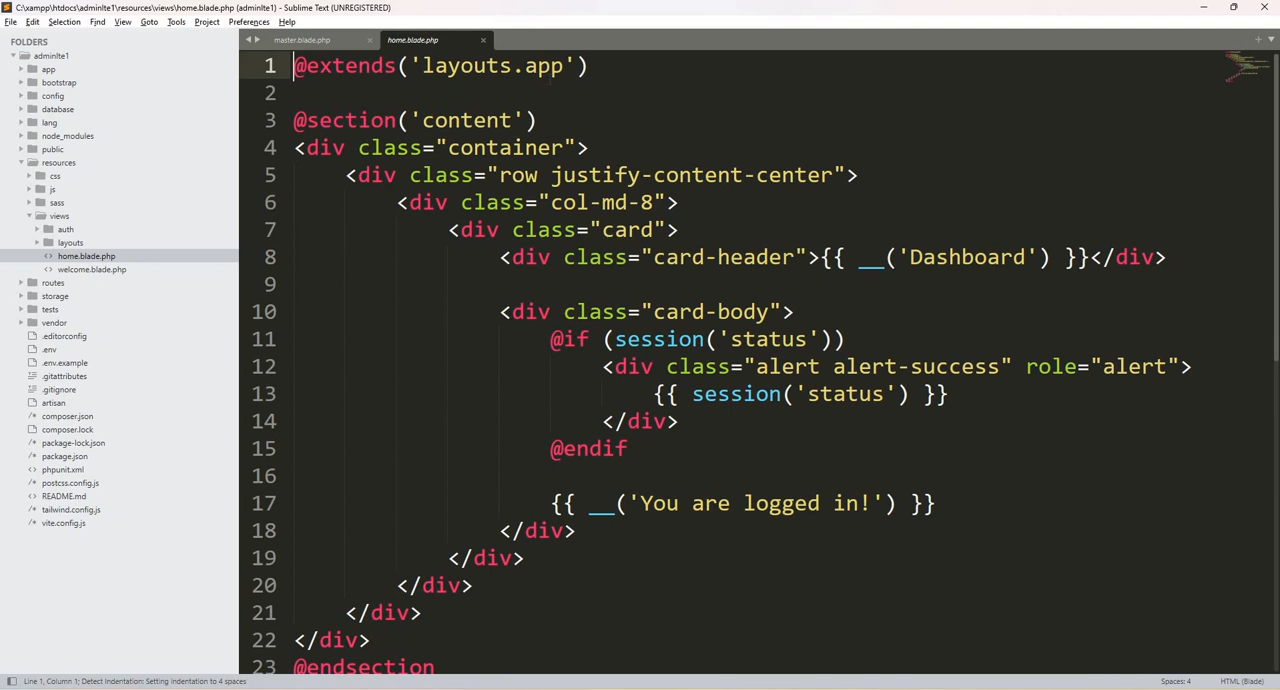 C:\xampp\htdocs\adminlte1\resources\views\home.blade.php (adminlte1) - Sublime Text (UNREGISTERED)
File Edit Selection Find View Goto Tools Project Preferences Help
FOLDERS
adminlte1
app
bootstrap
config
database
lang
node_modules
public
resources
css
js
sass
views
auth
layouts
home.blade.php
welcome.blade.php
routes
storage
tests
vendor
.editorconfig
.env
.env.example
.gitattributes
.gitignore
artisan
composer.json
composer.lock
package-lock.json
package.json
phpunit.xml
postcss.config.js
README.md
tailwind.config.js
vite.config.js
master.blade.php home.blade.php
1 @extends('layouts.app')
2
3 @section('content')
4 <div class="container">
5     <div class="row justify-content-center">
6         <div class="col-md-8">
7             <div class="card">
8                 <div class="card-header">{{ __('Dashboard') }}</div>
9
10                 <div class="card-body">
11                     @if (session('status'))
12                         <div class="alert alert-success" role="alert">
13                             {{ session('status') }}
14                         </div>
15                     @endif
16
17                     {{ __('You are logged in!') }}
18                 </div>
19             </div>
20         </div>
21     </div>
22 </div>
23 @endsection
Line 1, Column 1; Detect Indentation: Setting indentation to 4 spaces
Spaces: 4 HTML (Blade)